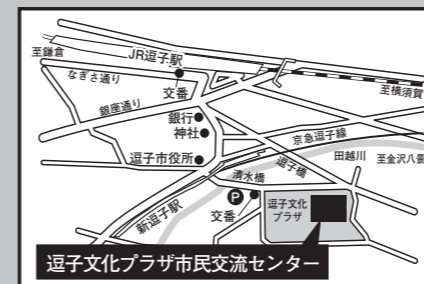 至鎌倉
JR逗子駅
なぎさ通り
至横須賀
交番
銀座通り
銀行
神社
京急逗子線
逗子市役所
逗子橋
田越川
至金沢八景
清水橋
P
新逗子駅
交番
逗子文化
プラザ
逗子文化プラザ市民交流センター